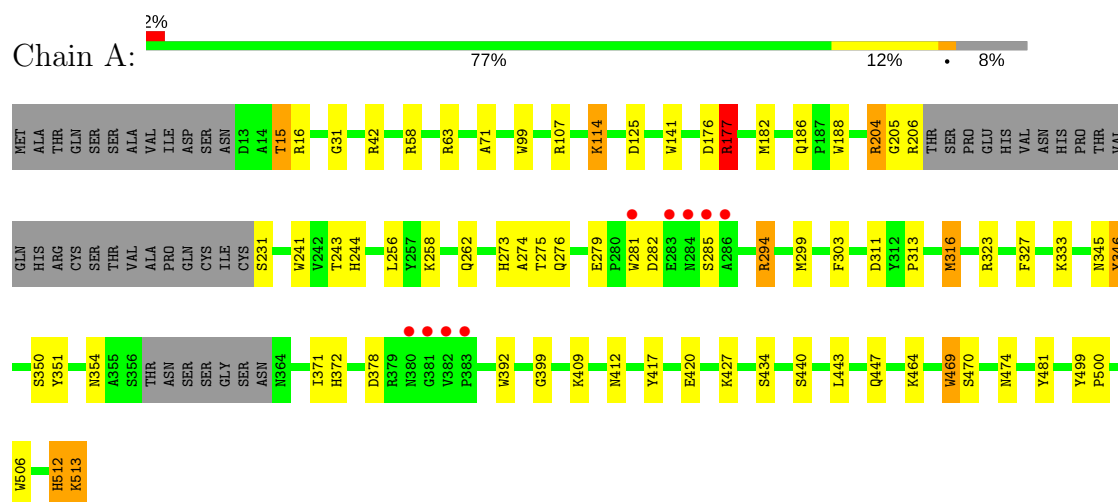 2%
Chain A:
77% 12% • 8%
MET ALA THR GLN SER SER ALA VAL ILE ASP SER ASN D13 A14 T15 R16 G31 R42 R58 R63 A71 W99 R107 K114 D125 W141 D176 R177 M182 Q186 P187 W188 R204 G205 R206 THR SER PRO GLU HIS VAL ASN HIS PRO THR VAL
GLN HIS ARG CYS SER THR VAL ALA PRO GLN CYS ILE CYS S231 W241 V242 T243 H244 L256 Y257 K258 Q262 H273 A274 T275 Q276 E279 P280 W281 D282 E283 N284 S285 A286 R294 M299 F303 D311 Y312 P313 M316 R323 F327 K333 N345 Y346
S350 Y351 N354 A355 S356 THR ASN SER SER GLY SER ASN N364 I371 H372 D378 R379 N380 G381 V382 P383 W392 G399 K409 N412 Y417 E420 K427 S434 S440 L443 Q447 K464 W469 S470 N474 Y481 Y499 P500
W506 H512 K513